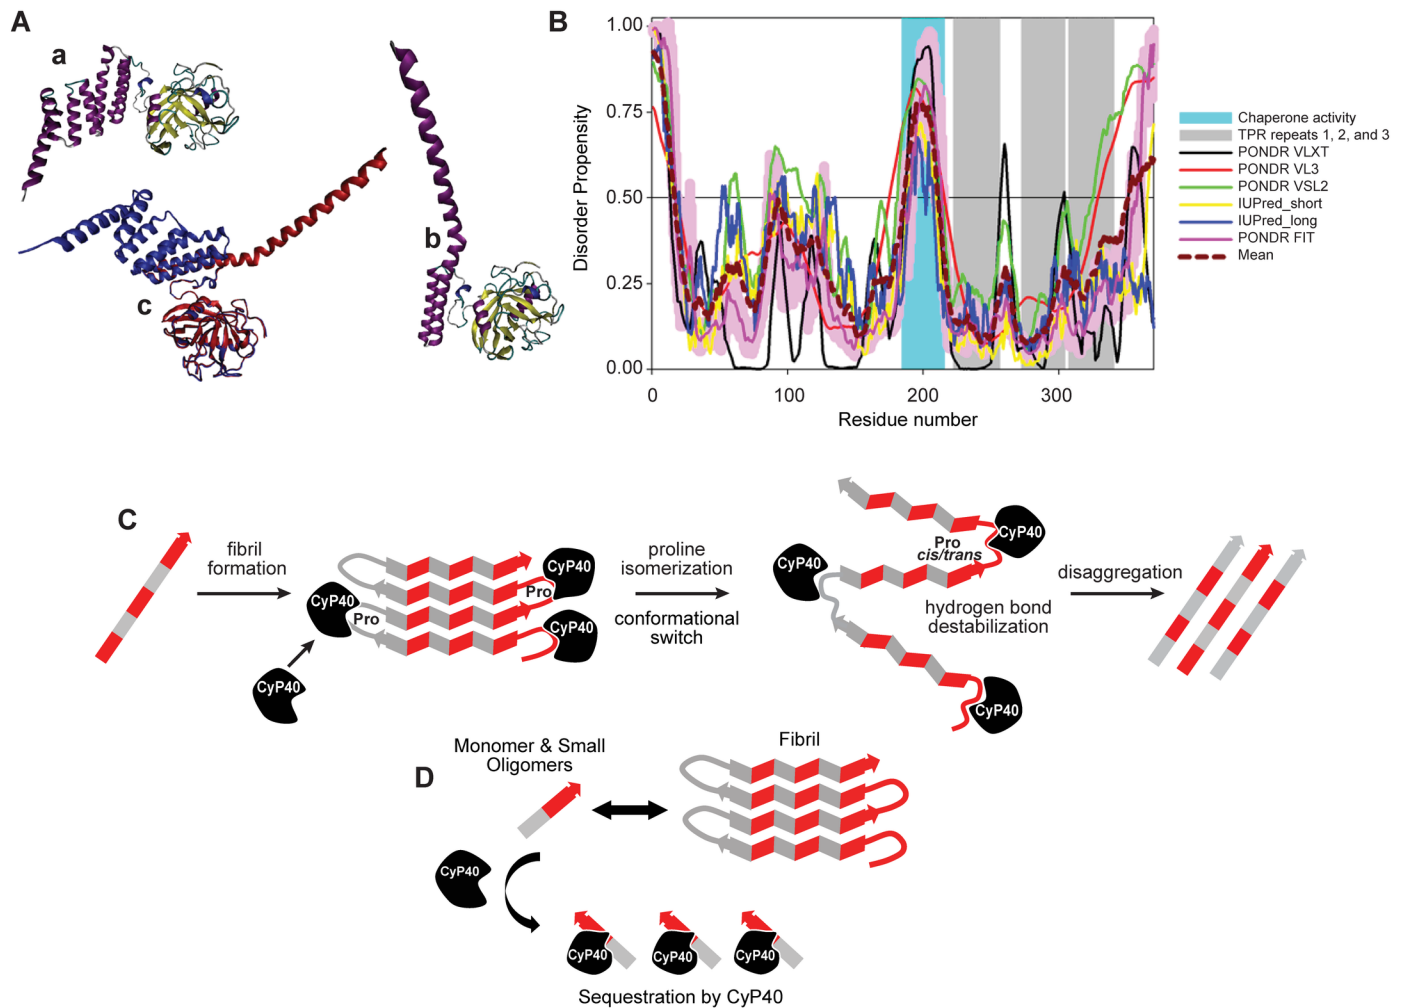 A
a
b
c
B
Disorder Propensity
1.00
0.75
0.50
0.25
0.00
0
100
200
300
Residue number
Chaperone activity
TPR repeats 1, 2, and 3
PONDR VLXT
PONDR VL3
PONDR VSL2
IUPred_short
IUPred_long
PONDR FIT
Mean
C
fibril
formation
CyP40
CyP40
Pro
CyP40
Pro
CyP40
proline
isomerization
conformational
switch
CyP40
CyP40
Pro
cis/trans
hydrogen bond
destabilization
CyP40
disaggregation
D
Monomer & Small
Oligomers
Fibril
CyP40
CyP40
CyP40
CyP40
Sequestration by CyP40